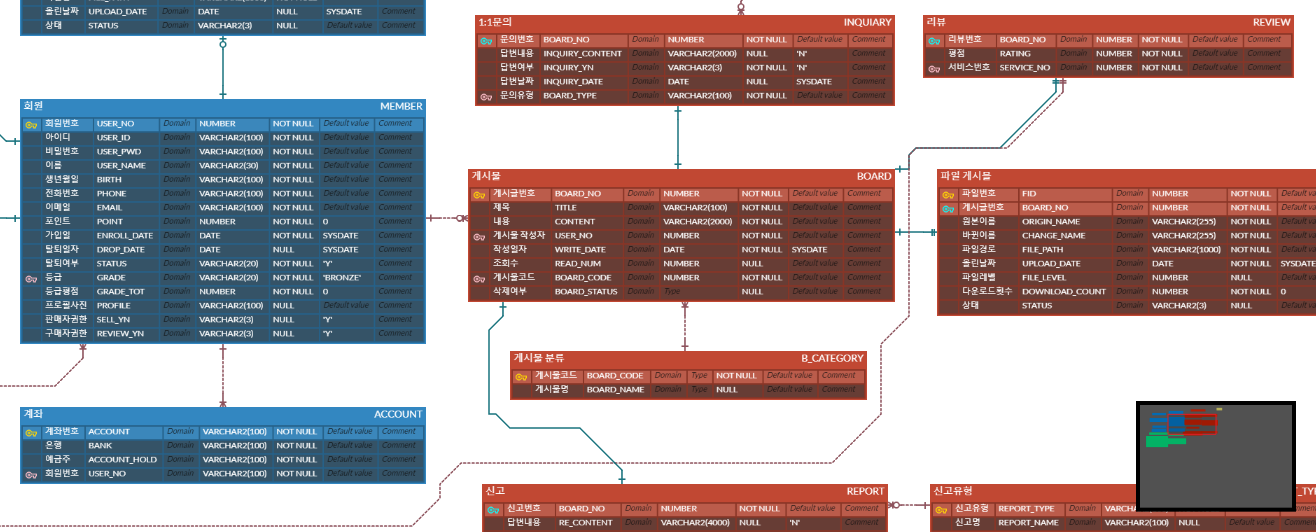 올린날짜 UPLOAD_DATE Domain DATE NULL SYSDATE Comment
상태 STATUS Domain VARCHAR2(3) NULL Default value Comment
회원 MEMBER
회원번호 USER_NO Domain NUMBER NOT NULL Default value Comment
아이디 USER_ID Domain VARCHAR2(100) NOT NULL Default value Comment
비밀번호 USER_PWD Domain VARCHAR2(100) NOT NULL Default value Comment
이름 USER_NAME Domain VARCHAR2(30) NOT NULL Default value Comment
생년월일 BIRTH Domain VARCHAR2(100) NOT NULL Default value Comment
전화번호 PHONE Domain VARCHAR2(100) NOT NULL Default value Comment
이메일 EMAIL Domain VARCHAR2(100) NOT NULL Default value Comment
포인트 POINT Domain NUMBER NOT NULL 0 Comment
가입일 ENROLL_DATE Domain DATE NOT NULL SYSDATE Comment
탈퇴일자 DROP_DATE Domain DATE NULL SYSDATE Comment
탈퇴여부 STATUS Domain VARCHAR2(20) NOT NULL 'Y' Comment
등급 GRADE Domain VARCHAR2(20) NOT NULL 'BRONZE' Comment
등급평점 GRADE_TOT Domain NUMBER NOT NULL 0 Comment
프로필사진 PROFILE Domain VARCHAR2(100) NULL Default value Comment
판매자권한 SELL_YN Domain VARCHAR2(3) NULL 'Y' Comment
구매자권한 REVIEW_YN Domain VARCHAR2(3) NULL 'Y' Comment
계좌 ACCOUNT
계좌번호 ACCOUNT Domain VARCHAR2(100) NOT NULL Default value Comment
은행 BANK Domain VARCHAR2(100) NOT NULL Default value Comment
예금주 ACCOUNT_HOLD Domain VARCHAR2(100) NOT NULL Default value Comment
회원번호 USER_NO Domain VARCHAR2(100) NOT NULL Default value Comment
1:1문의 INQUIARY
문의번호 BOARD_NO Domain NUMBER NOT NULL Default value Comment
답변내용 INQUIRY_CONTENT Domain VARCHAR2(2000) NULL 'N' Comment
답변여부 INQUIRY_YN Domain VARCHAR2(3) NOT NULL 'N' Comment
답변날짜 INQUIRY_DATE Domain DATE NULL SYSDATE Comment
문의유형 BOARD_TYPE Domain VARCHAR2(100) NOT NULL Default value Comment
게시물 BOARD
게시글번호 BOARD_NO Domain NUMBER NOT NULL Default value Comment
제목 TITLE Domain VARCHAR2(100) NOT NULL Default value Comment
내용 CONTENT Domain VARCHAR2(2000) NOT NULL Default value Comment
게시물 작성자 USER_NO Domain NUMBER NOT NULL Default value Comment
작성일자 WRITE_DATE Domain DATE NOT NULL SYSDATE Comment
조회수 READ_NUM Domain NUMBER NULL Default value Comment
게시물코드 BOARD_CODE Domain NUMBER NOT NULL Default value Comment
삭제여부 BOARD_STATUS Domain Type NULL Default value Comment
게시물 분류 B_CATEGORY
게시물코드 BOARD_CODE Domain Type NOT NULL Default value Comment
게시물명 BOARD_NAME Domain Type NULL Default value Comment
신고 REPORT
신고번호 BOARD_NO Domain NUMBER NOT NULL Default value Comment
답변내용 RE_CONTENT Domain VARCHAR2(4000) NULL 'N' Comment
리뷰 REVIEW
리뷰번호 BOARD_NO Domain NUMBER NOT NULL Default value Comment
평점 RATING Domain NUMBER NOT NULL Default value Comment
서비스번호 SERVICE_NO Domain NUMBER NOT NULL Default value Comment
파일 게시물
파일번호 FID Domain NUMBER NOT NULL Default va
게시글번호 BOARD_NO Domain NUMBER NOT NULL Default va
원본이름 ORIGIN_NAME Domain VARCHAR2(255) NOT NULL Default va
바뀐이름 CHANGE_NAME Domain VARCHAR2(255) NOT NULL Default va
파일경로 FILE_PATH Domain VARCHAR2(1000) NOT NULL Default va
올린날짜 UPLOAD_DATE Domain DATE NOT NULL SYSDATE
파일레벨 FILE_LEVEL Domain NUMBER NULL Default va
다운로드횟수 DOWNLOAD_COUNT Domain NUMBER NOT NULL 0
상태 STATUS Domain VARCHAR2(3) NULL Default va
신고유형 T_TYP
신고유형 REPORT_TYPE Domain VARCHA Default value Com
신고명 REPORT_NAME Domain VARCHAR2(100) NULL Default value Com